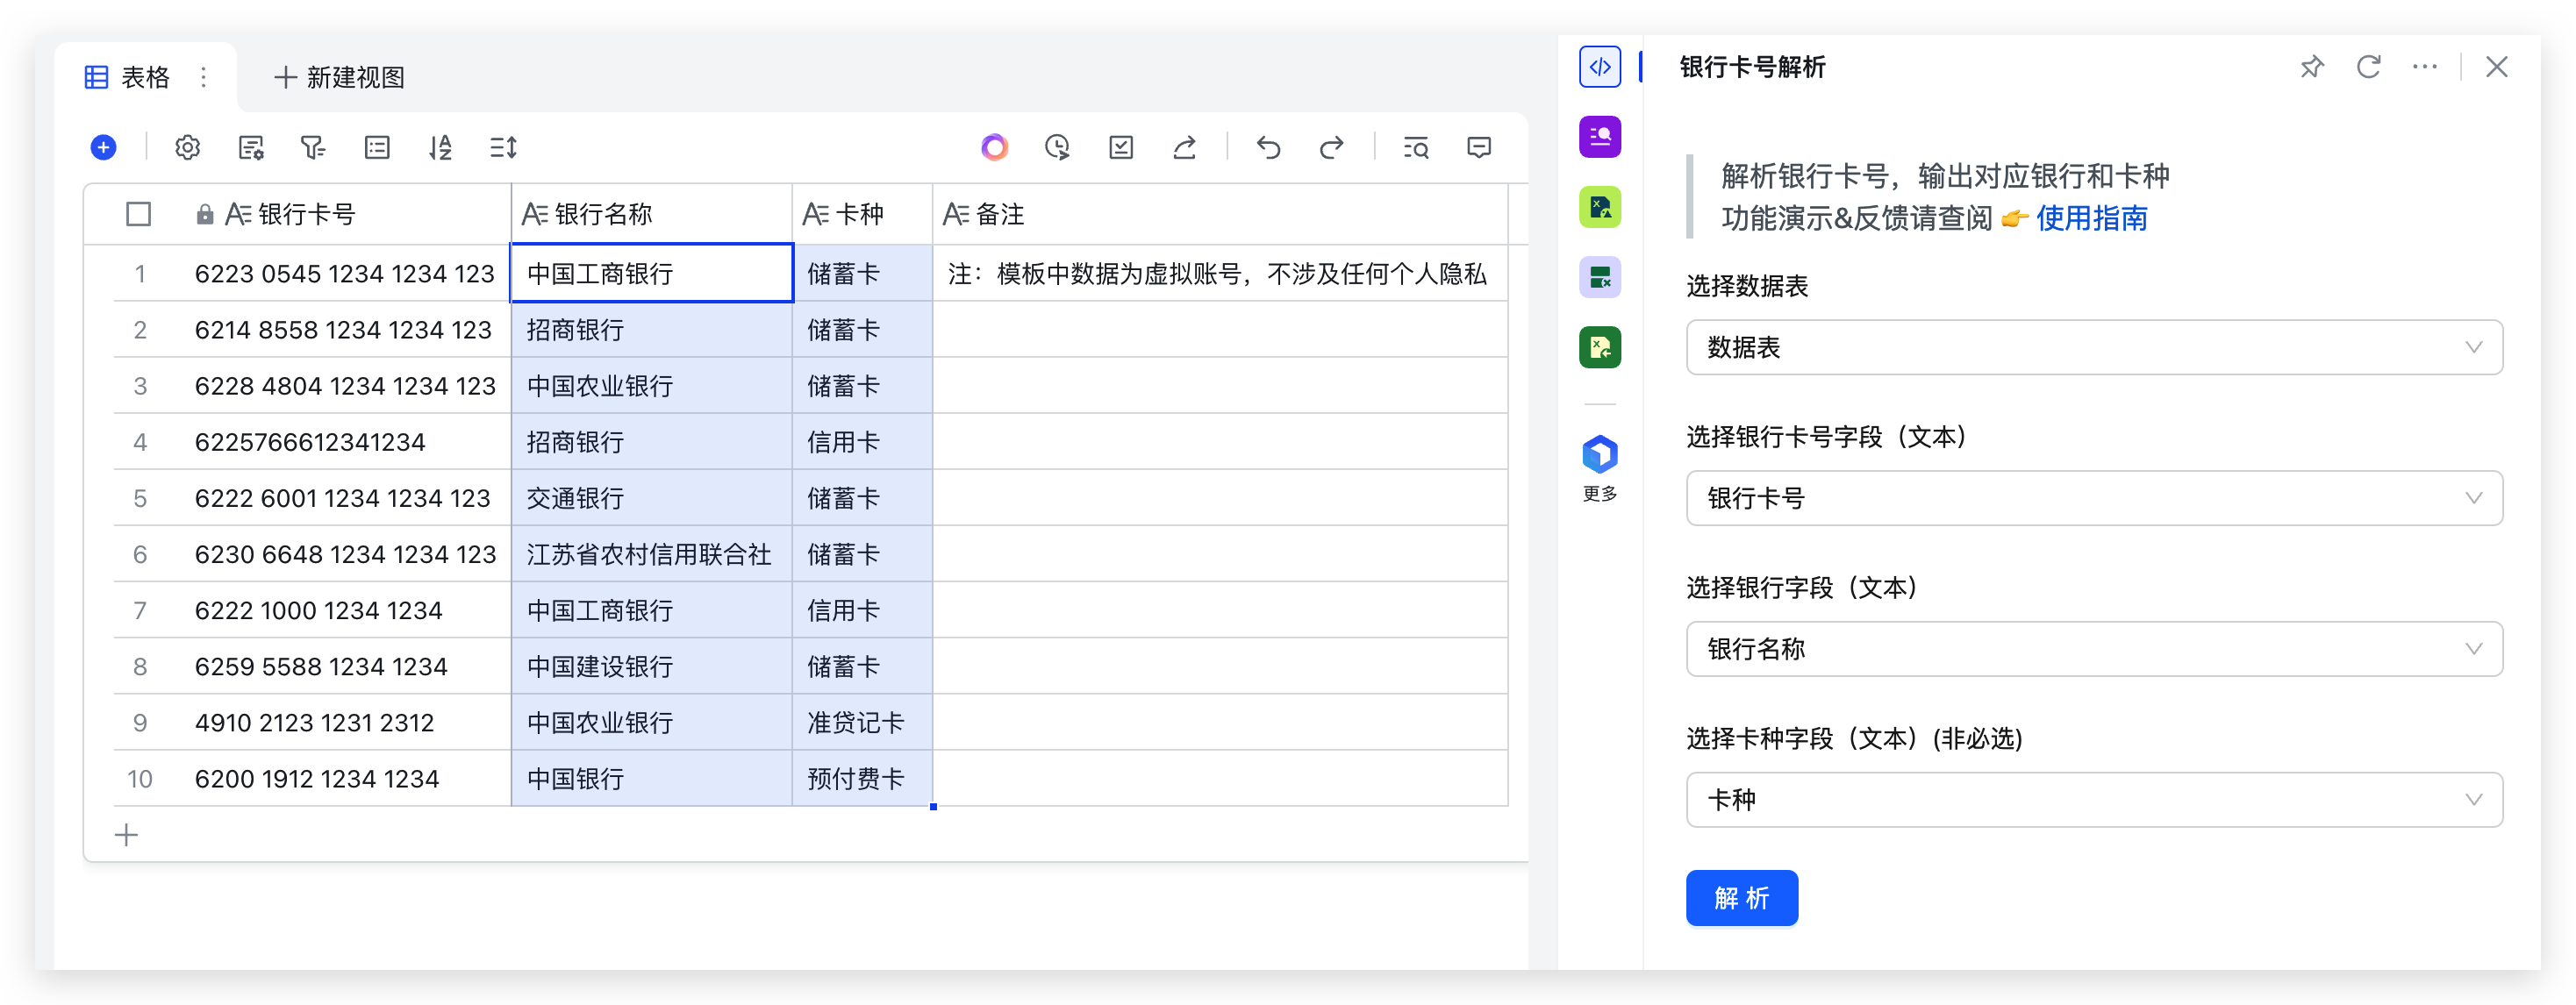 表格
新建视图
银行卡号 银行名称 卡种 备注
1 6223 0545 1234 1234 123 中国工商银行 储蓄卡 注：模板中数据为虚拟账号，不涉及任何个人隐私
2 6214 8558 1234 1234 123 招商银行 储蓄卡
3 6228 4804 1234 1234 123 中国农业银行 储蓄卡
4 6225766612341234 招商银行 信用卡
5 6222 6001 1234 1234 123 交通银行 储蓄卡
6 6230 6648 1234 1234 123 江苏省农村信用联合社 储蓄卡
7 6222 1000 1234 1234 中国工商银行 信用卡
8 6259 5588 1234 1234 中国建设银行 储蓄卡
9 4910 2123 1231 2312 中国农业银行 准贷记卡
10 6200 1912 1234 1234 中国银行 预付费卡
更多
银行卡号解析
解析银行卡号，输出对应银行和卡种
功能演示&反馈请查阅 👉 使用指南
选择数据表
数据表
选择银行卡号字段（文本）
银行卡号
选择银行字段（文本）
银行名称
选择卡种字段（文本）(非必选)
卡种
解 析